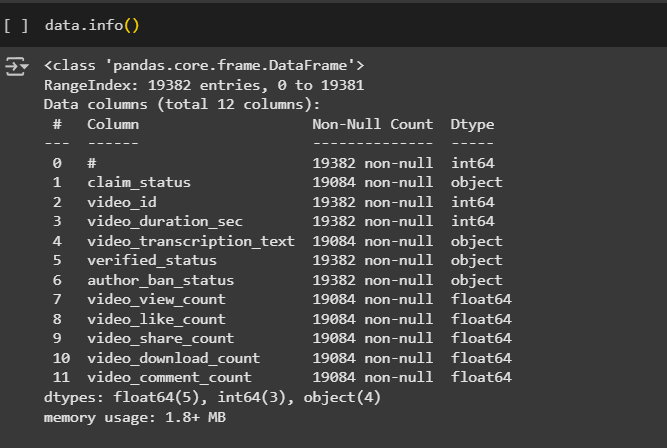 [ ] data.info()
<class 'pandas.core.frame.DataFrame'>
RangeIndex: 19382 entries, 0 to 19381
Data columns (total 12 columns):
 #   Column                    Non-Null Count  Dtype
---  ------                    --------------  -----
 0   #                         19382 non-null  int64
 1   claim_status              19084 non-null  object
 2   video_id                  19382 non-null  int64
 3   video_duration_sec        19382 non-null  int64
 4   video_transcription_text  19084 non-null  object
 5   verified_status           19382 non-null  object
 6   author_ban_status         19382 non-null  object
 7   video_view_count          19084 non-null  float64
 8   video_like_count          19084 non-null  float64
 9   video_share_count         19084 non-null  float64
 10  video_download_count      19084 non-null  float64
 11  video_comment_count       19084 non-null  float64
dtypes: float64(5), int64(3), object(4)
memory usage: 1.8+ MB